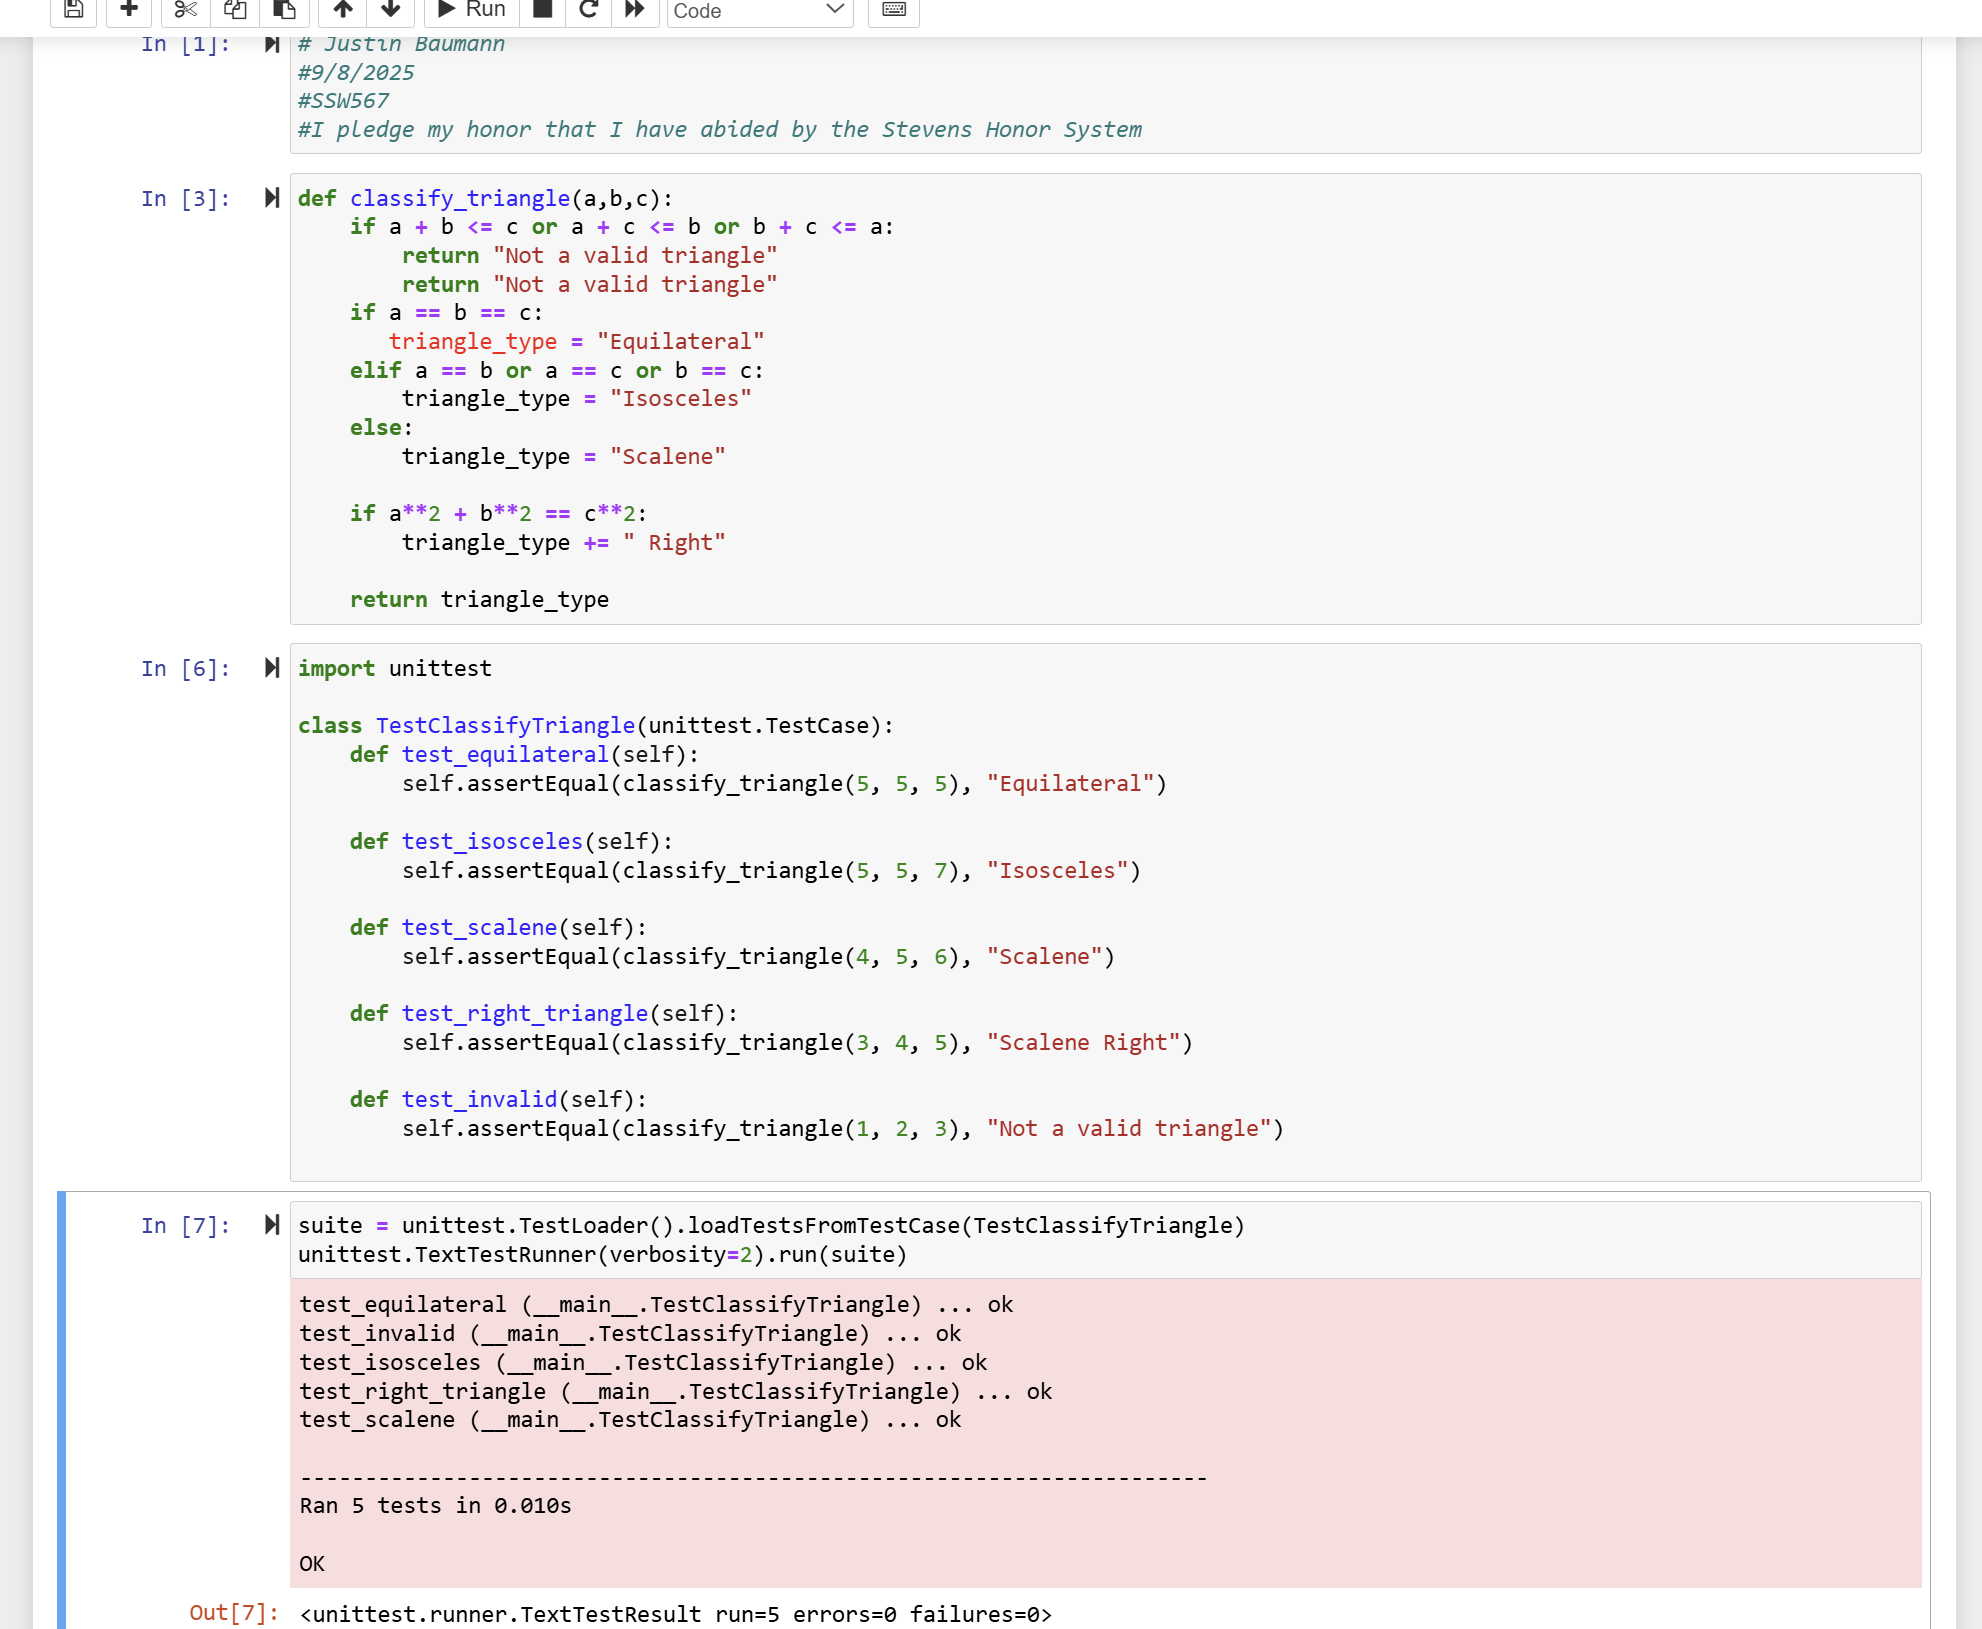 Run
Code
In [1]:
# Justin Baumann
#9/8/2025
#SSW567
#I pledge my honor that I have abided by the Stevens Honor System
In [3]:
def classify_triangle(a,b,c):
    if a + b <= c or a + c <= b or b + c <= a:
        return "Not a valid triangle"
        return "Not a valid triangle"
    if a == b == c:
       triangle_type = "Equilateral"
    elif a == b or a == c or b == c:
        triangle_type = "Isosceles"
    else:
        triangle_type = "Scalene"

    if a**2 + b**2 == c**2:
        triangle_type += " Right"

    return triangle_type
In [6]:
import unittest

class TestClassifyTriangle(unittest.TestCase):
    def test_equilateral(self):
        self.assertEqual(classify_triangle(5, 5, 5), "Equilateral")

    def test_isosceles(self):
        self.assertEqual(classify_triangle(5, 5, 7), "Isosceles")

    def test_scalene(self):
        self.assertEqual(classify_triangle(4, 5, 6), "Scalene")

    def test_right_triangle(self):
        self.assertEqual(classify_triangle(3, 4, 5), "Scalene Right")

    def test_invalid(self):
        self.assertEqual(classify_triangle(1, 2, 3), "Not a valid triangle")
In [7]:
suite = unittest.TestLoader().loadTestsFromTestCase(TestClassifyTriangle)
unittest.TextTestRunner(verbosity=2).run(suite)
test_equilateral (__main__.TestClassifyTriangle) ... ok
test_invalid (__main__.TestClassifyTriangle) ... ok
test_isosceles (__main__.TestClassifyTriangle) ... ok
test_right_triangle (__main__.TestClassifyTriangle) ... ok
test_scalene (__main__.TestClassifyTriangle) ... ok

----------------------------------------------------------------------
Ran 5 tests in 0.010s

OK
Out[7]:
<unittest.runner.TextTestResult run=5 errors=0 failures=0>